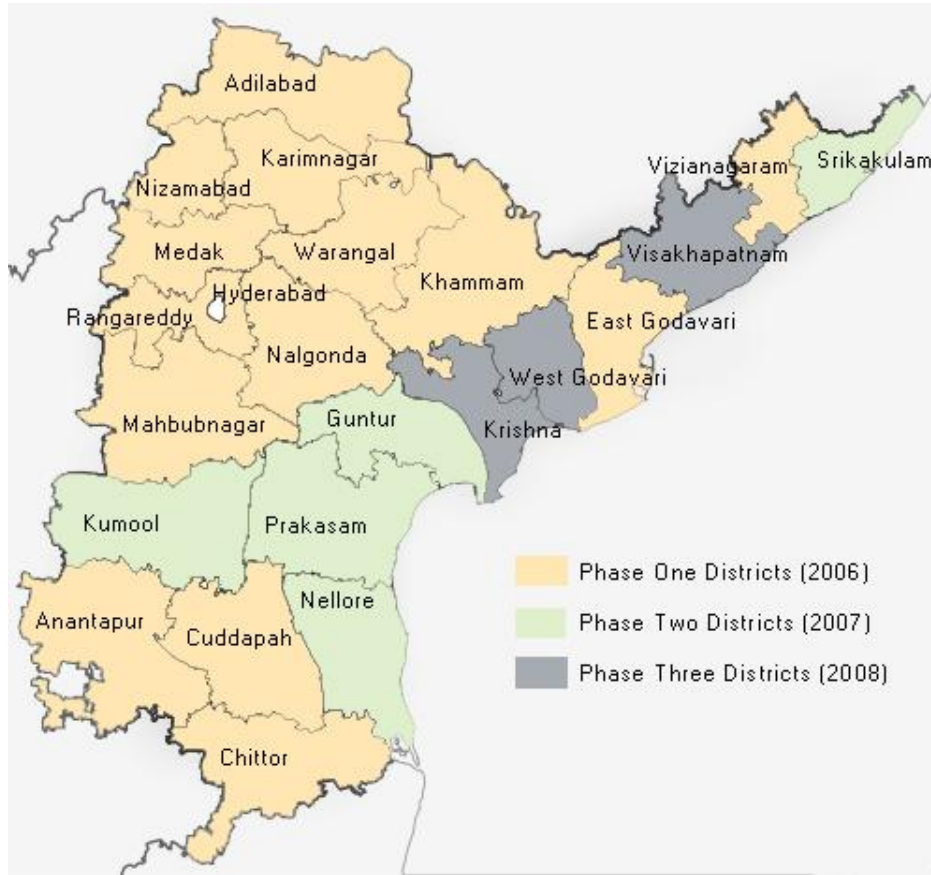 Adilabad
Karimnagar
Vizianagaram
Srikakulam
Nizamabad
Medak
Warangal
Visakhapatnam
Khammam
Hyderabad
Rangareddy
East Godavari
Nalgonda
West Godavari
Mahbubnagar
Guntur
Krishna
Kumool
Prakasam
Phase One Districts (2006)
Nellore
Anantapur
Phase Two Districts (2007)
Cuddapah
Phase Three Districts (2008)
Chittor